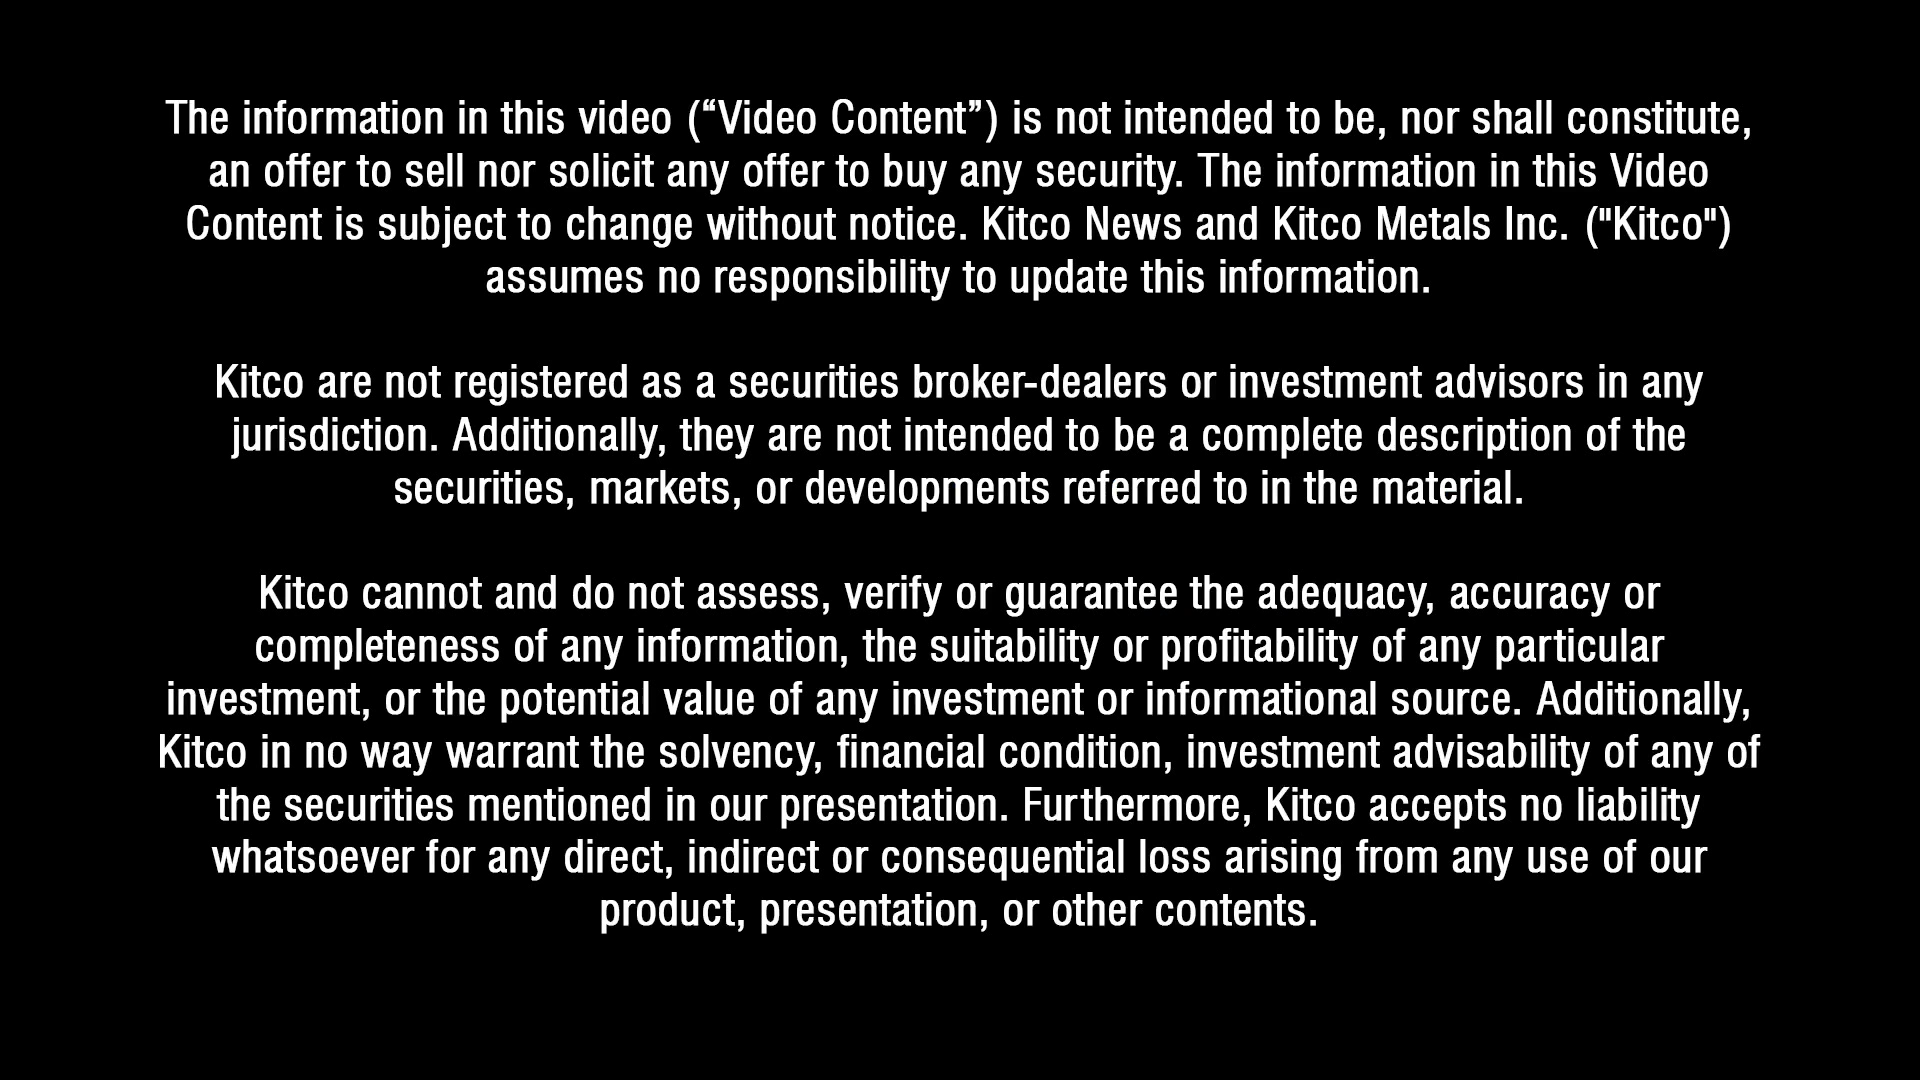 The information in this video (“Video Content”) is not intended to be, nor shall constitute,
an offer to sell nor solicit any offer to buy any security. The information in this Video
Content is subject to change without notice. Kitco News and Kitco Metals Inc. ("Kitco")
assumes no responsibility to update this information.
Kitco are not registered as a securities broker-dealers or investment advisors in any
jurisdiction. Additionally, they are not intended to be a complete description of the
securities, markets, or developments referred to in the material.
Kitco cannot and do not assess, verify or guarantee the adequacy, accuracy or
completeness of any information, the suitability or profitability of any particular
investment, or the potential value of any investment or informational source. Additionally,
Kitco in no way warrant the solvency, financial condition, investment advisability of any of
the securities mentioned in our presentation. Furthermore, Kitco accepts no liability
whatsoever for any direct, indirect or consequential loss arising from any use of our
product, presentation, or other contents.